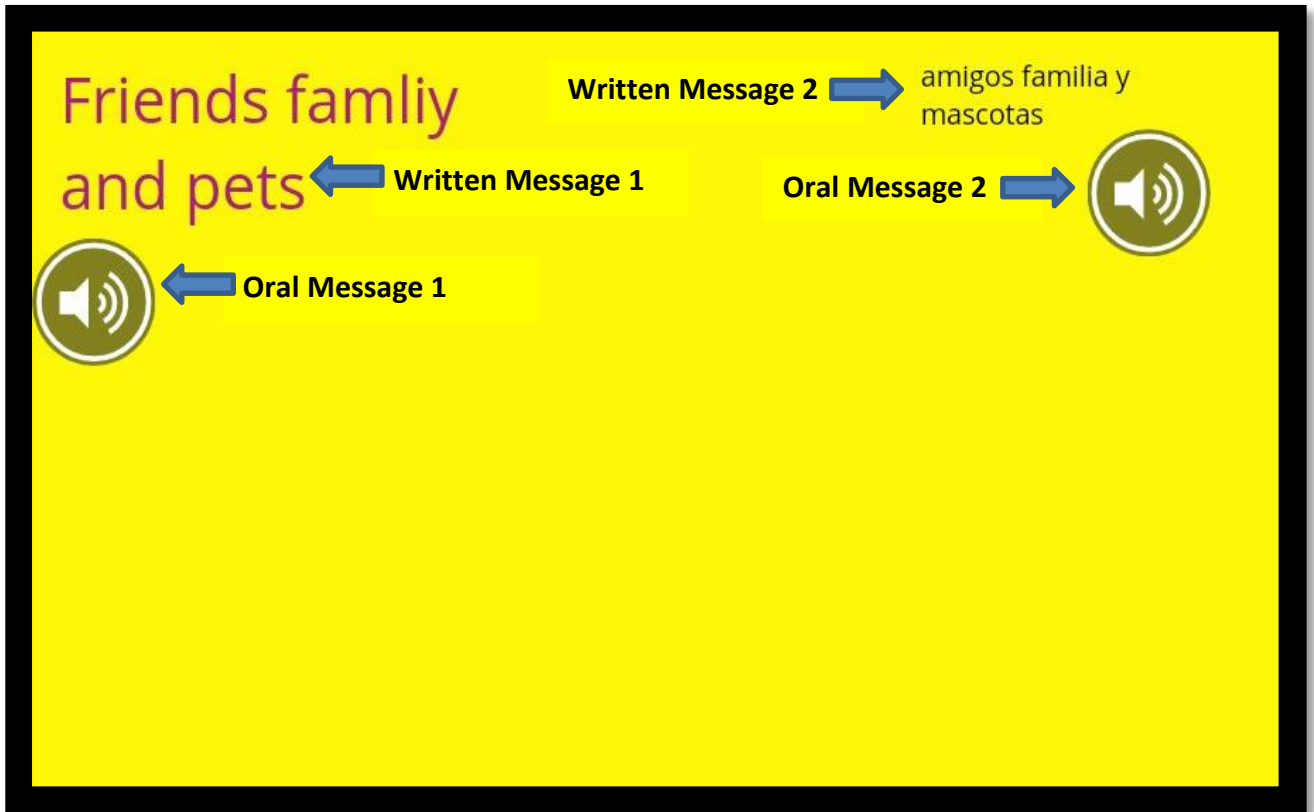 Friends famliy
and pets
Written Message 1
Oral Message 1
Written Message 2
amigos familia y
mascotas
Oral Message 2